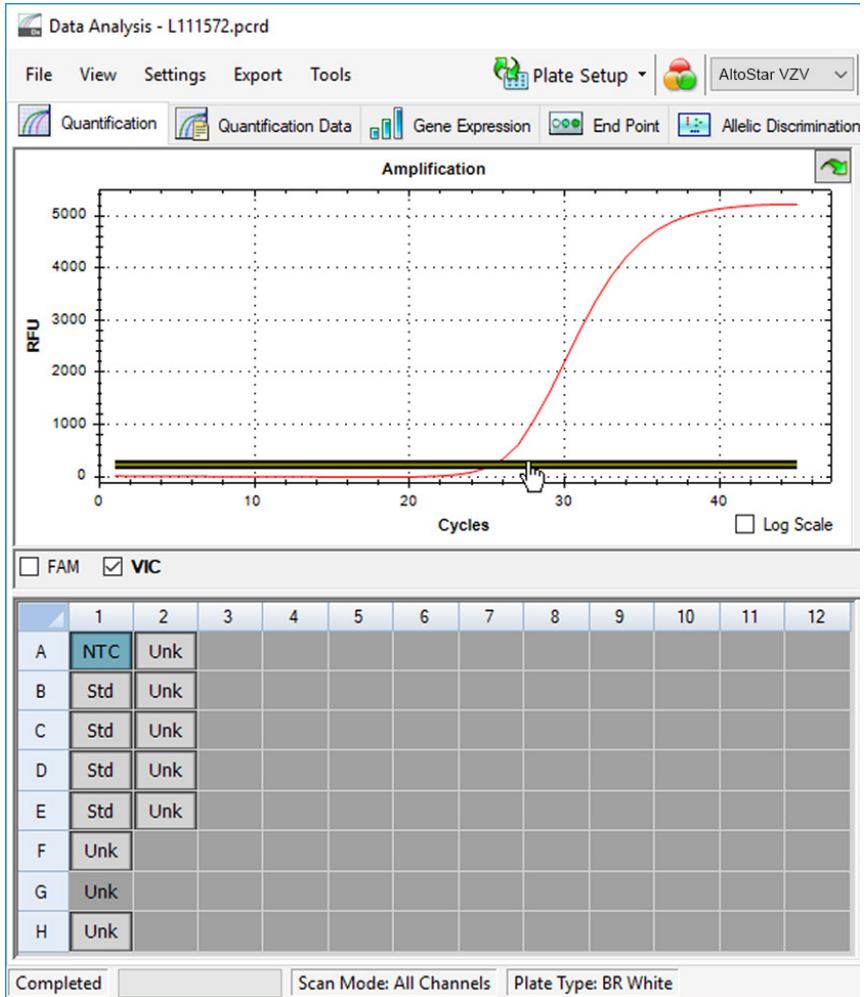 Data Analysis - L111572.pcrd
File View Settings Export Tools Plate Setup AltoStar VZV
Quantification Quantification Data Gene Expression End Point Allelic Discrimination
Amplification
5000
4000
3000
2000
1000
0
RFU
0 10 20 30 40
Cycles
Log Scale
FAM VIC
1 2 3 4 5 6 7 8 9 10 11 12
A NTC Unk
B Std Unk
C Std Unk
D Std Unk
E Std Unk
F Unk
G Unk
H Unk
Completed Scan Mode: All Channels Plate Type: BR White